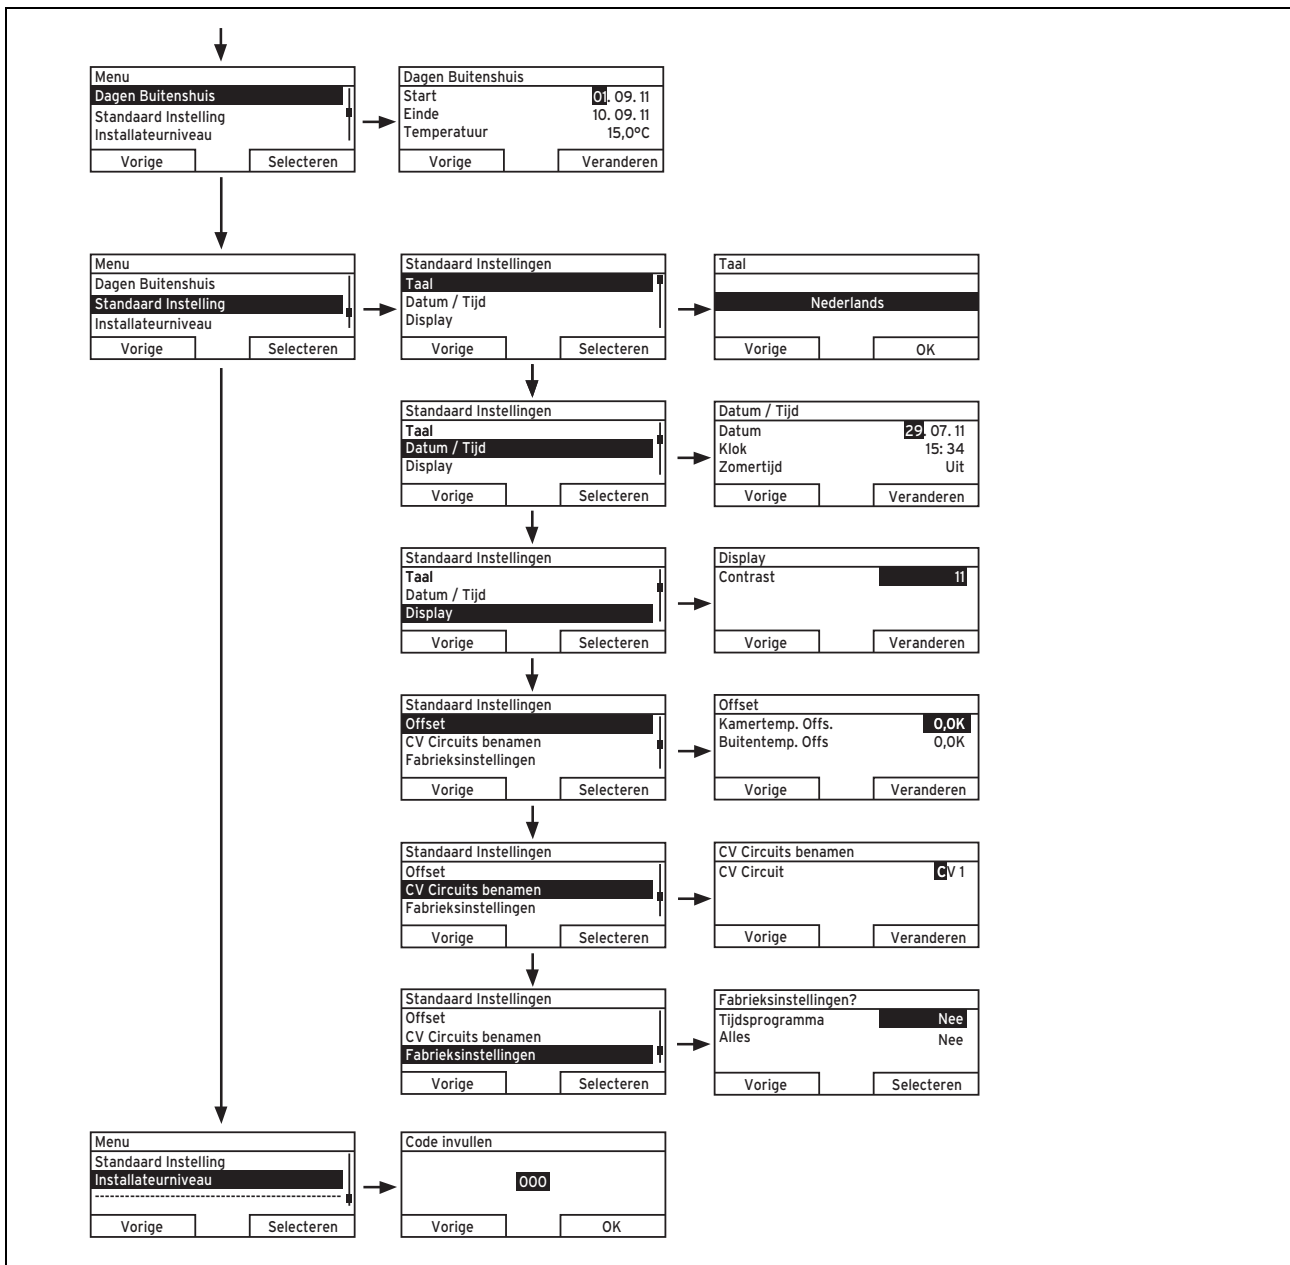 Menu
Dagen Buitenshuis
Standard Instelling
Installateurniveau
Vorige Selecteren
Dagen Buitenshuis
Start 01. 09. 11
Einde 10. 09. 11
Temperatuur 15,0°C
Vorige Veranderen
Menu
Dagen Buitenshuis
Standaard Instelling
Installateurniveau
Vorige Selecteren
Standaard Instellingen
Taal
Datum / Tijd
Display
Vorige Selecteren
Taal
Nederlands
Vorige OK
Standaard Instellingen
Taal
Datum / Tijd
Display
Vorige Selecteren
Datum / Tijd
Datum 29. 07. 11
Klok 15: 34
Zomertijd Uit
Vorige Veranderen
Standaard Instellingen
Taal
Datum / Tijd
Display
Vorige Selecteren
Display
Contrast 11
Vorige Veranderen
Standaard Instellingen
Offset
CV Circuits benamen
Fabrieksinstellingen
Vorige Selecteren
Offset
Kamertemp. Offs. 0,0K
Buitentemp. Offs 0,0K
Vorige Veranderen
Standaard Instellingen
Offset
CV Circuits benamen
Fabrieksinstellingen
Vorige Selecteren
CV Circuits benamen
CV Circuit CV 1
Vorige Veranderen
Standaard Instellingen
Offset
CV Circuits benamen
Fabrieksinstellingen
Vorige Selecteren
Fabrieksinstellingen?
Tijdsprogramma Nee
Alles Nee
Vorige Selecteren
Menu
Standaard Instelling
Installateurniveau
Vorige Selecteren
Code invullen
000
Vorige OK